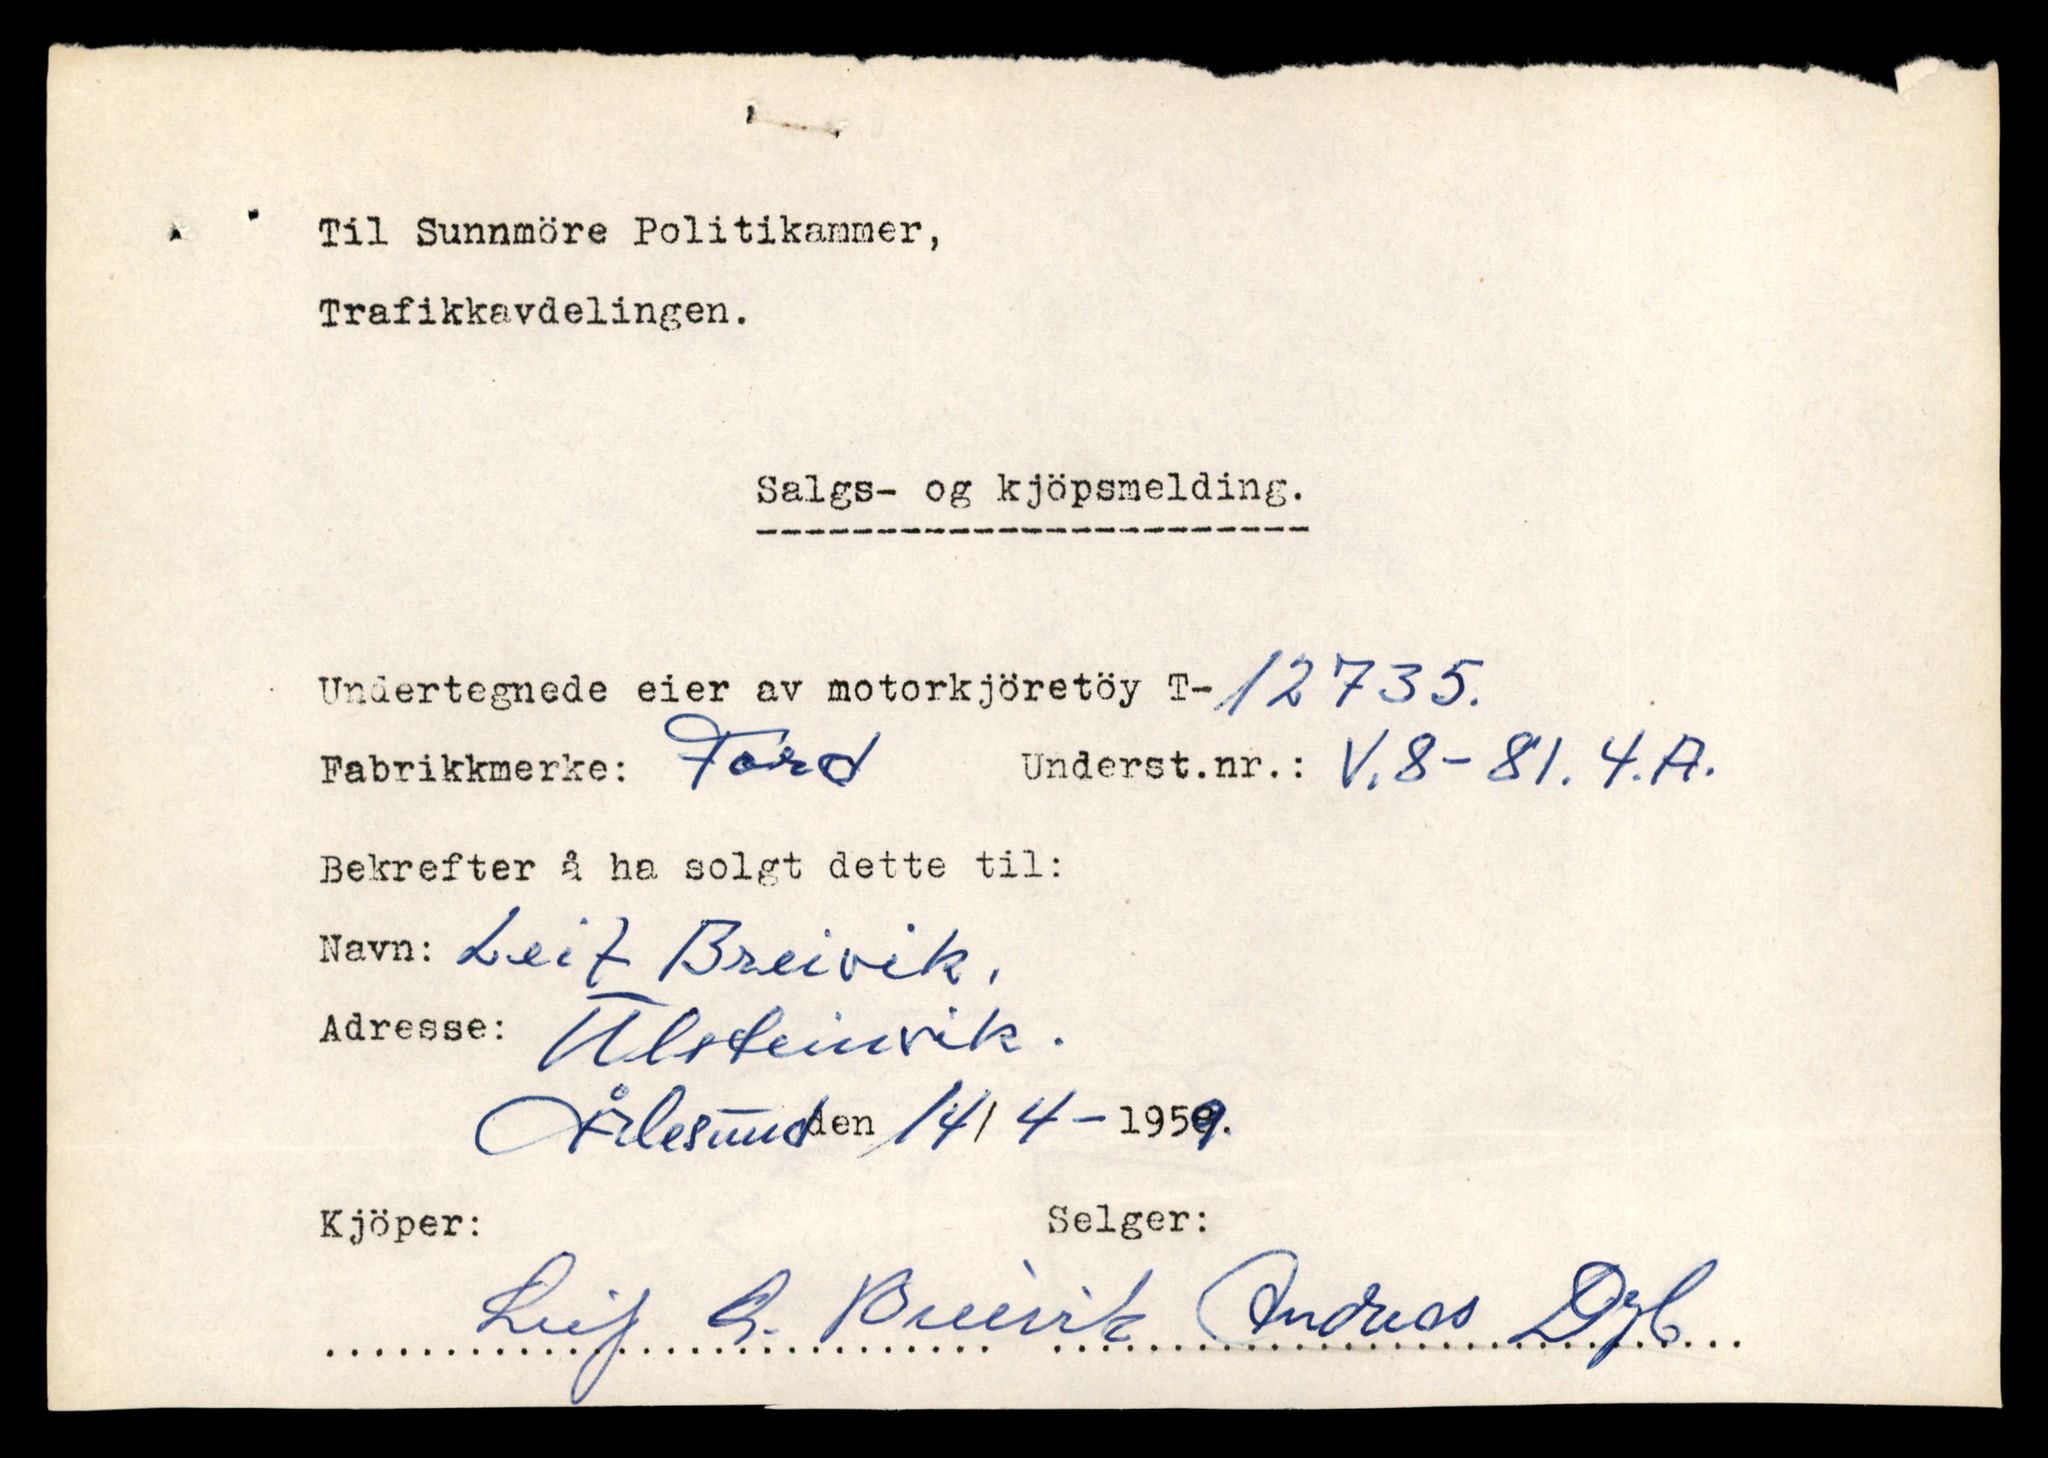 Til Sunnmöre Politikammer,
Trafikkavdelingen.
Salgs- og kjöpsmelding.
Undertegnede eier av motorkjöretöy T-12735.
Fabrikkmerke: Ford Underst.nr.: V.8-81.4.A.
Bekrefter å ha solgt dette til:
Navn: Leif Breivik.
Adresse: Ulsteinvik.
Ålesund den 14/4-1959.
Kjöper: Selger:
Leif G. Breivik Andreas